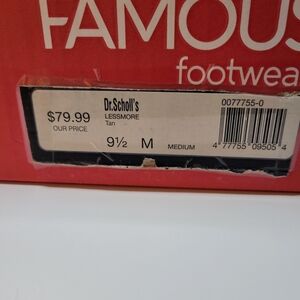 FAMOUS
footwea
Dr.Scholl's
LESSMORE
Tan
$79.99
OUR PRICE
9½ M MEDIUM
0077755-0
4 77755 09505 4